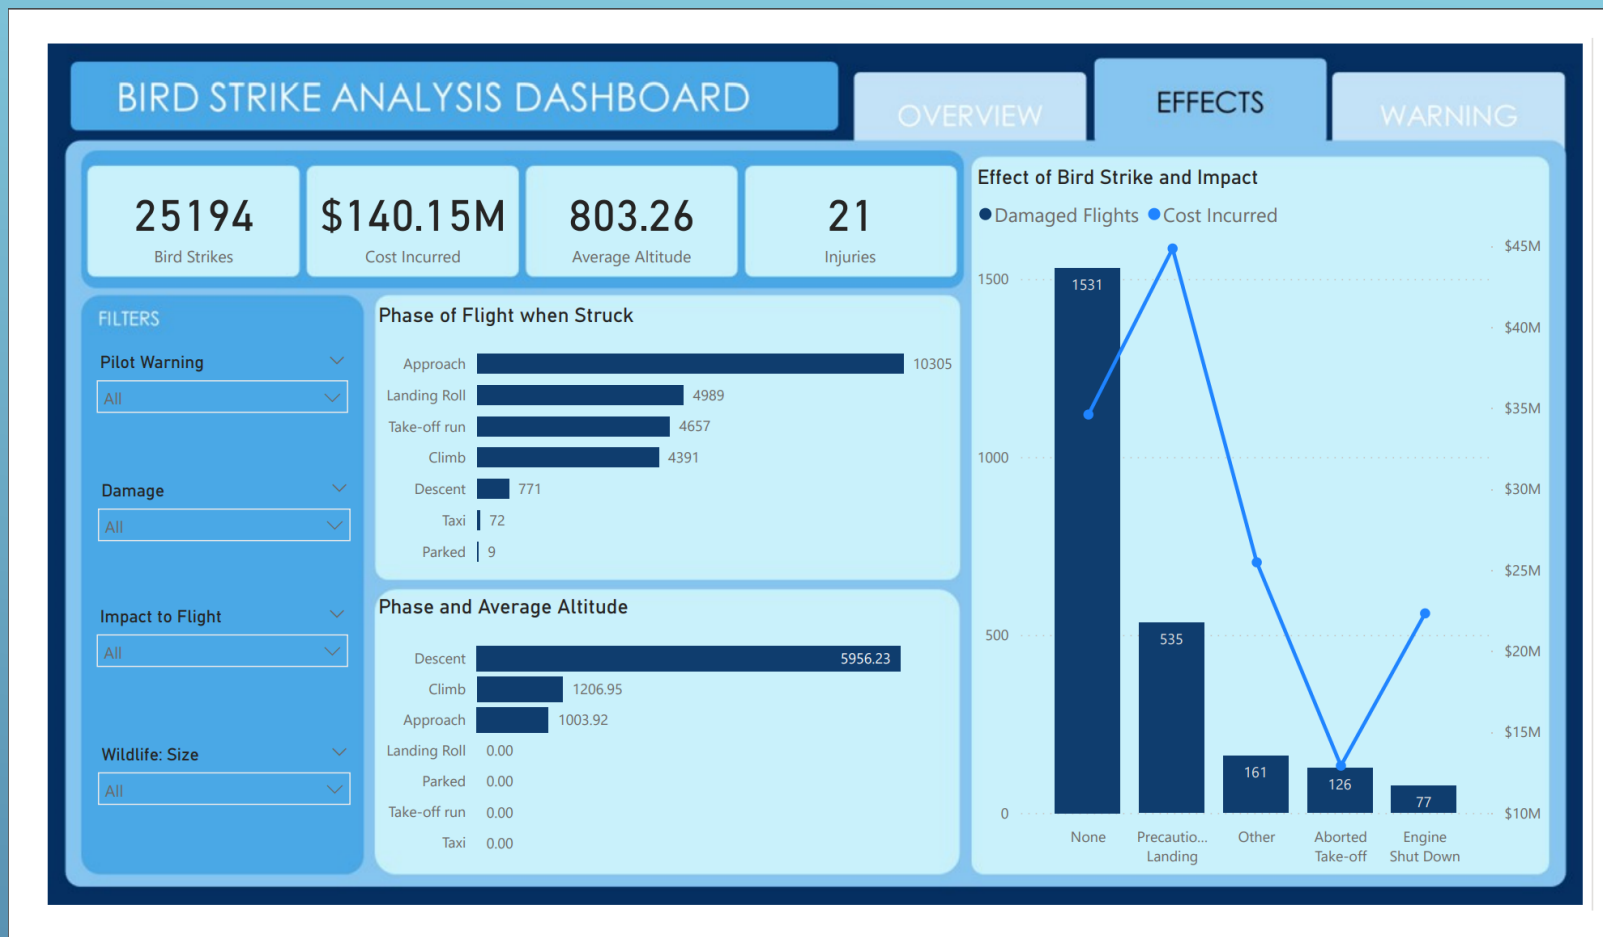 BIRD STRIKE ANALYSIS DASHBOARD
OVERVIEW
EFFECTS
WARNING
25194
Bird Strikes
$140.15M
Cost Incurred
803.26
Average Altitude
21
Injuries
FILTERS
Pilot Warning
All
Damage
All
Impact to Flight
All
Wildlife: Size
All
Phase of Flight when Struck
Approach 10305
Landing Roll 4989
Take-off run 4657
Climb 4391
Descent 771
Taxi 72
Parked 9
Phase and Average Altitude
Descent 5956.23
Climb 1206.95
Approach 1003.92
Landing Roll 0.00
Parked 0.00
Take-off run 0.00
Taxi 0.00
Effect of Bird Strike and Impact
Damaged Flights Cost Incurred
1500
1000
500
0
1531
535
161
126
77
$45M
$40M
$35M
$30M
$25M
$20M
$15M
$10M
None
Precautio...
Landing
Other
Aborted
Take-off
Engine
Shut Down